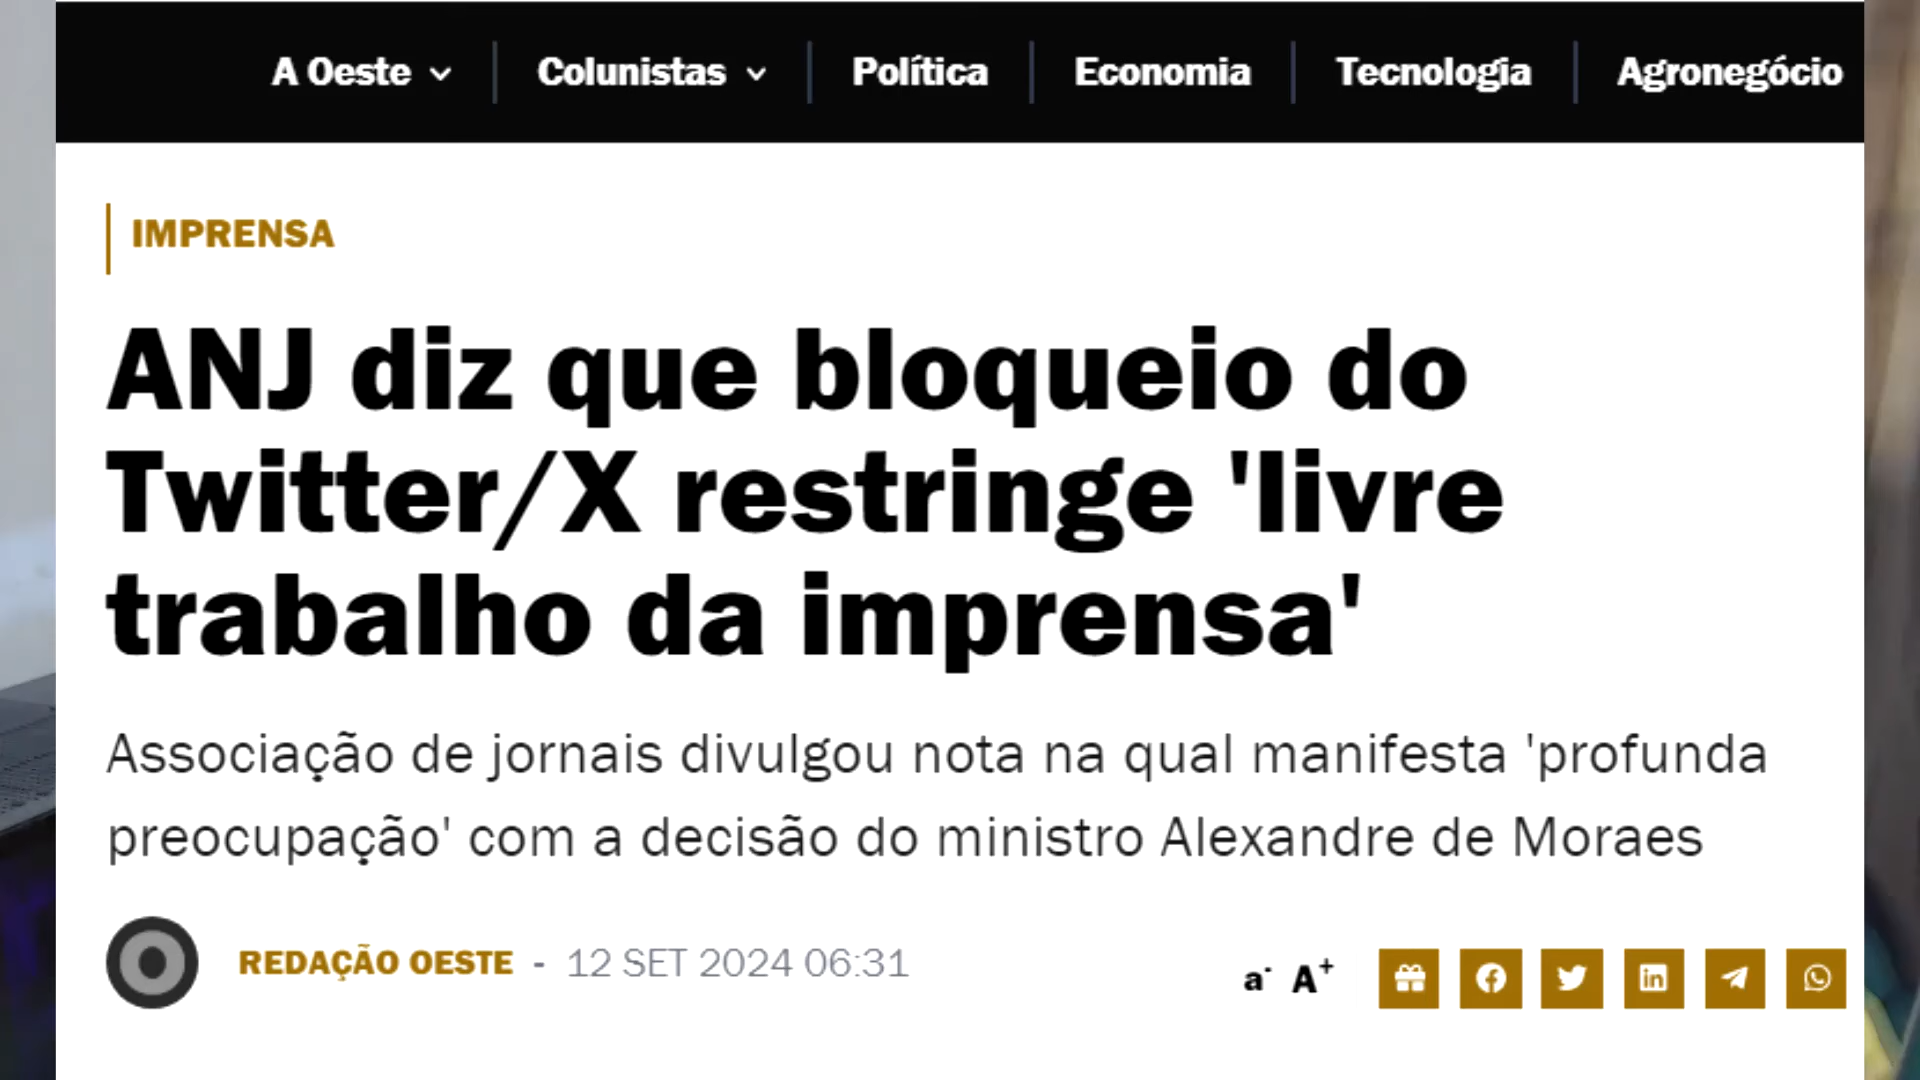 A Oeste Colunistas Política Economia Tecnologia Agronegócio
IMPRENSA
ANJ diz que bloqueio do
Twitter/X restringe 'livre
trabalho da imprensa'
Associação de jornais divulgou nota na qual manifesta 'profunda
preocupação' com a decisão do ministro Alexandre de Moraes
REDAÇÃO OESTE - 12 SET 2024 06:31 a- A+